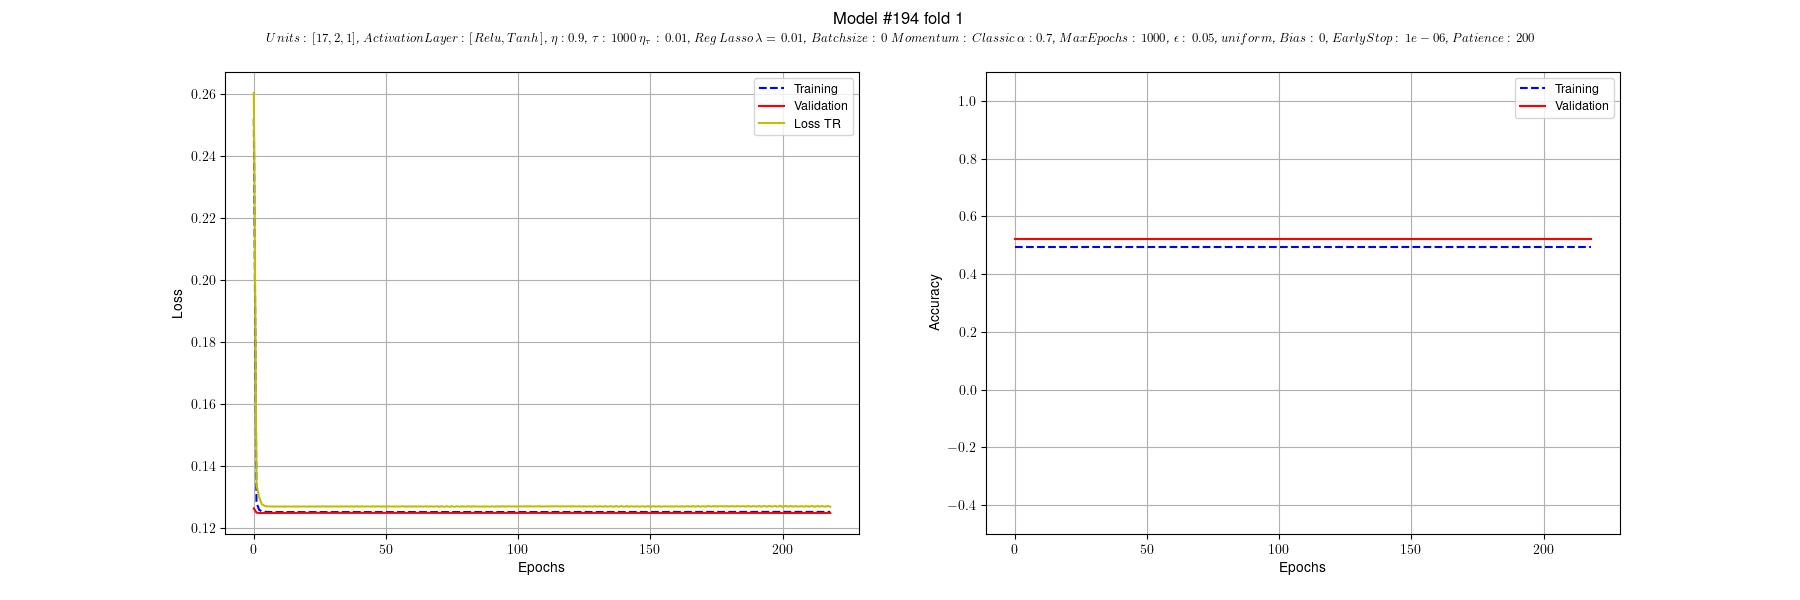 Model #194 fold 1
Units : [17, 2, 1], ActivationLayer : [Relu, Tanh], η : 0.9, τ : 1000 ητ : 0.01, Reg Lasso λ = 0.01, Batchsize : 0 Momentum : Classic α : 0.7, MaxEpochs : 1000, ϵ : 0.05, uniform, Bias : 0, EarlyStop : 1e − 06, Patience : 200
0.26
0.24
0.22
0.20
0.18
0.16
0.14
0.12
Loss
0 50 100 150 200
Epochs
Training
Validation
Loss TR
1.0
0.8
0.6
0.4
0.2
0.0
−0.2
−0.4
Accuracy
0 50 100 150 200
Epochs
Training
Validation